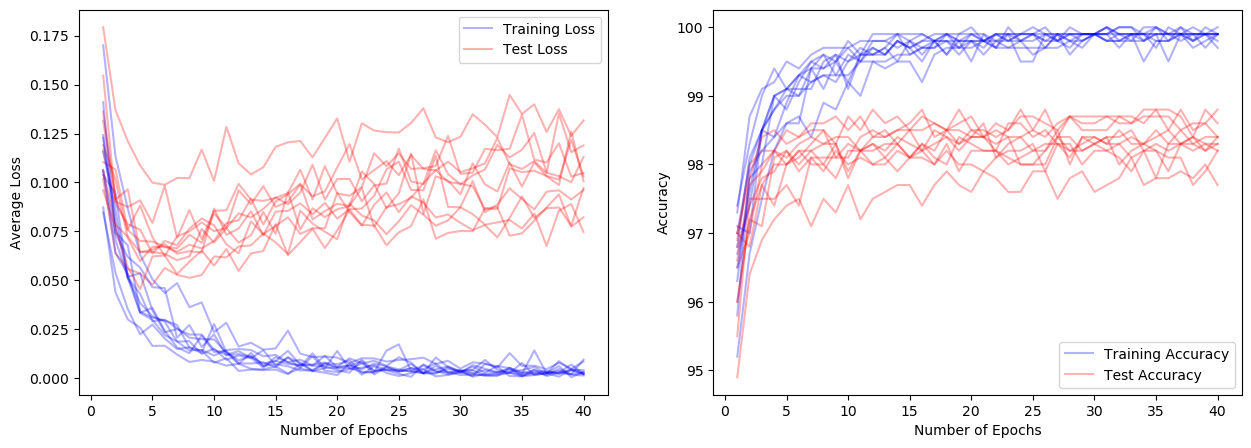 Training Loss
Test Loss
0.175
0.150
0.125
0.100
0.075
0.050
0.025
0.000
Average Loss
0 5 10 15 20 25 30 35 40
Number of Epochs
100
99
98
97
96
95
Accuracy
Training Accuracy
Test Accuracy
0 5 10 15 20 25 30 35 40
Number of Epochs